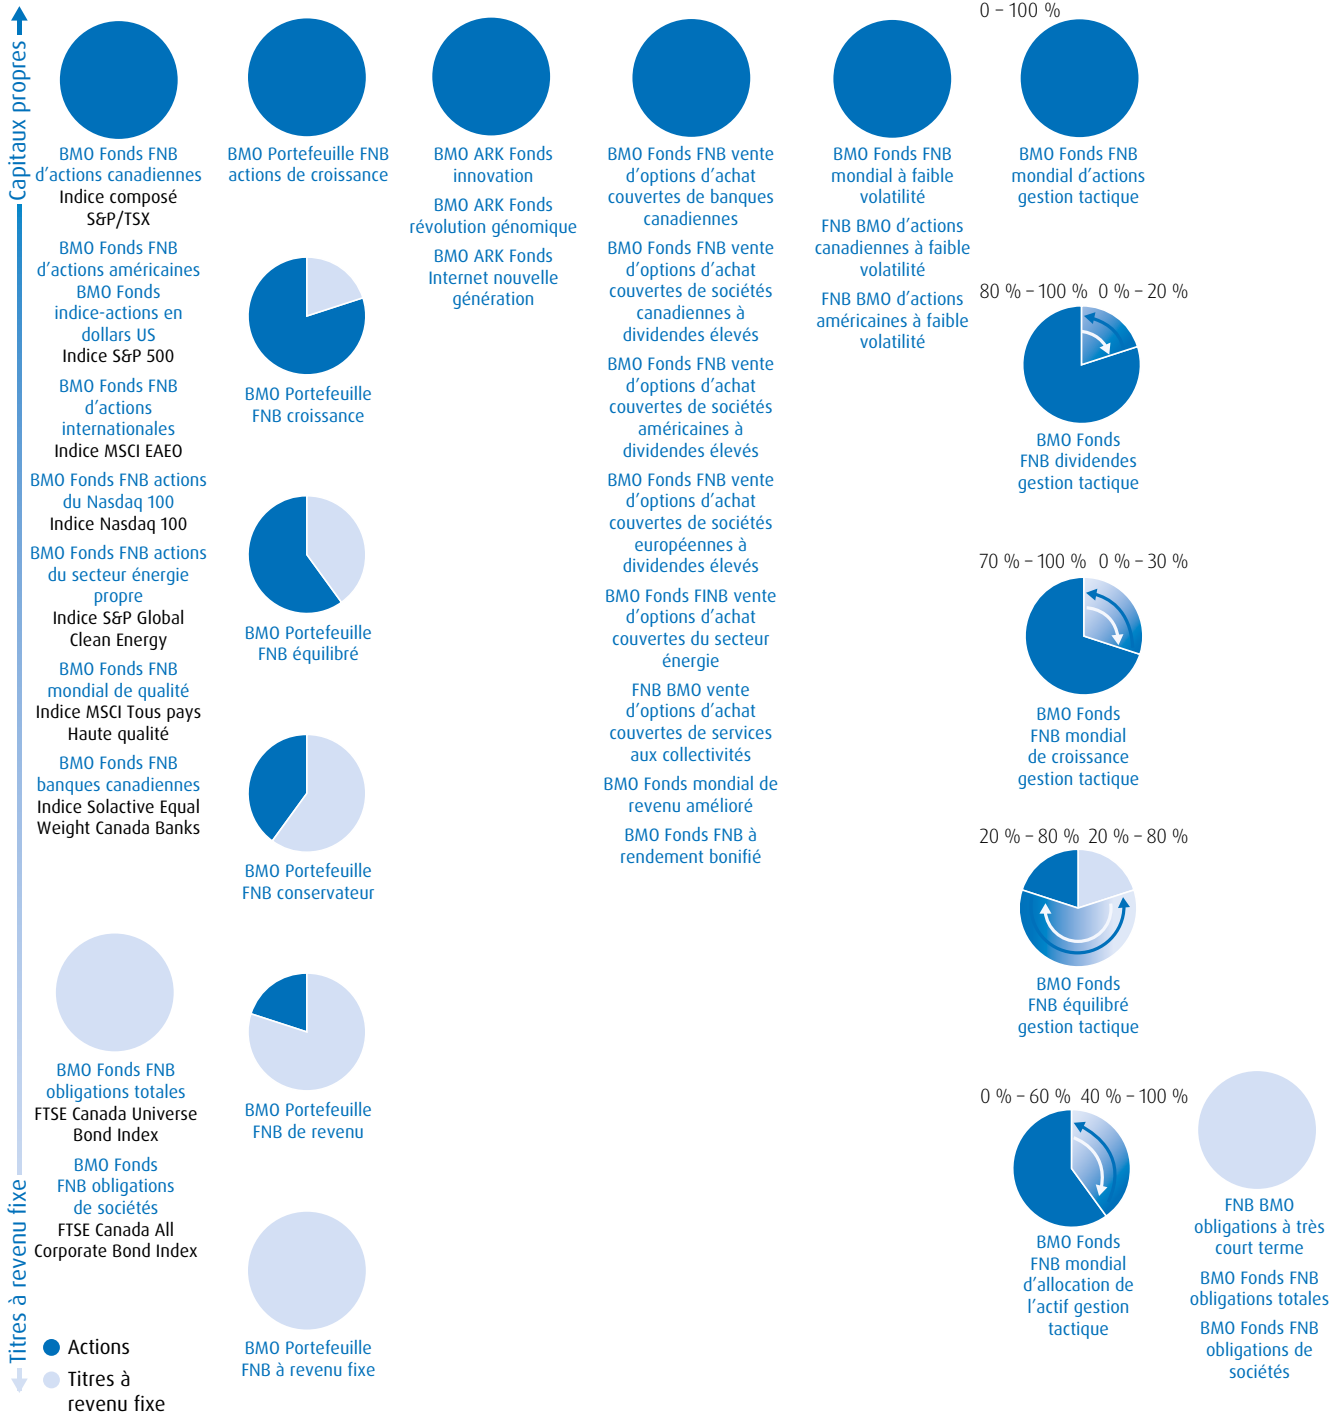 Capitaux propres
Titres à revenu fixe
BMO Fonds FNB
d'actions canadiennes
Indice composé
S&P/TSX
BMO Fonds FNB
d'actions américaines
BMO Fonds
indice-actions en
dollars US
Indice S&P 500
BMO Fonds FNB
d'actions
internationales
Indice MSCI EAEO
BMO Fonds FNB actions
du Nasdaq 100
Indice Nasdaq 100
BMO Fonds FNB actions
du secteur énergie
propre
Indice S&P Global
Clean Energy
BMO Fonds FNB
mondial de qualité
Indice MSCI Tous pays
Haute qualité
BMO Fonds FNB
banques canadiennes
Indice Solactive Equal
Weight Canada Banks
BMO Fonds FNB
obligations totales
FTSE Canada Universe
Bond Index
BMO Fonds
FNB obligations
de sociétés
FTSE Canada All
Corporate Bond Index
Actions
Titres à
revenu fixe
BMO Portefeuille FNB
actions de croissance
BMO Portefeuille
FNB croissance
BMO Portefeuille
FNB équilibré
BMO Portefeuille
FNB conservateur
BMO Portefeuille
FNB de revenu
BMO Portefeuille
FNB à revenu fixe
BMO ARK Fonds
innovation
BMO ARK Fonds
révolution génomique
BMO ARK Fonds
Internet nouvelle
génération
BMO Fonds FNB vente
d'options d'achat
couvertes de banques
canadiennes
BMO Fonds FNB vente
d'options d'achat
couvertes de sociétés
canadiennes à
dividendes élevés
BMO Fonds FNB vente
d'options d'achat
couvertes de sociétés
américaines à
dividendes élevés
BMO Fonds FNB vente
d'options d'achat
couvertes de sociétés
européennes à
dividendes élevés
BMO Fonds FINB vente
d'options d'achat
couvertes du secteur
énergie
FNB BMO vente
d'options d'achat
couvertes de services
aux collectivités
BMO Fonds mondial de
revenu amélioré
BMO Fonds FNB à
rendement bonifié
BMO Fonds FNB
mondial à faible
volatilité
FNB BMO d'actions
canadiennes à faible
volatilité
FNB BMO d'actions
américaines à faible
volatilité
0 – 100 %
BMO Fonds FNB
mondial d'actions
gestion tactique
80 % – 100 % 0 % – 20 %
BMO Fonds
FNB dividendes
gestion tactique
70 % – 100 % 0 % – 30 %
BMO Fonds
FNB mondial
de croissance
gestion tactique
20 % – 80 % 20 % – 80 %
BMO Fonds
FNB équilibré
gestion tactique
0 % – 60 % 40 % – 100 %
BMO Fonds
FNB mondial
d'allocation de
l'actif gestion
tactique
FNB BMO
obligations à très
court terme
BMO Fonds FNB
obligations totales
BMO Fonds FNB
obligations de
sociétés